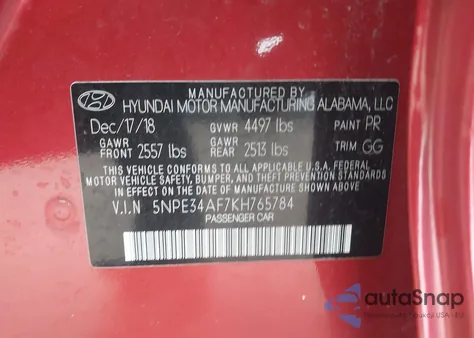 MANUFACTURED BY
HYUNDAI MOTOR MANUFACTURING ALABAMA, LLC
Dec/17/18 GVWR 4497 lbs PAINT PR
GAWR FRONT 2557 lbs GAWR REAR 2513 lbs TRIM GG
THIS VEHICLE CONFORMS TO ALL APPLICABLE FEDERAL
MOTOR VEHICLE SAFETY, BUMPER, AND THEFT PREVENTION
STANDARDS IN EFFECT ON THE DATE OF MANUFACTURE
V.I.N 5NPE34AF7KH765784
PASSENGER CAR
autoSnap